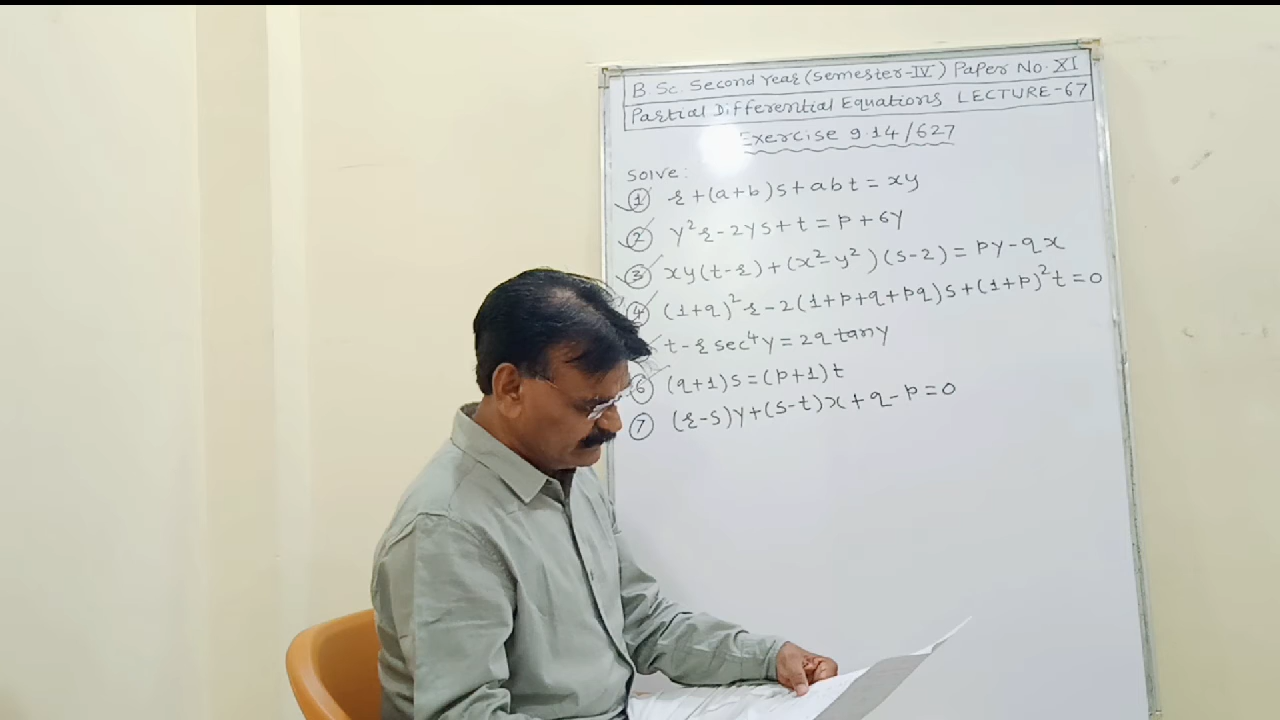 B.Sc. Second Year (Semester-IV) Paper No. XI
Partial Differential Equations LECTURE-67
Exercise 9.14/627
Solve:
① r+(a+b)s+abt=xy
② y²r-2ys+t=p+6y
③ xy(t-r)+(x²-y²)(s-2)=py-qx
④ (1+q)²r-2(1+p+q+pq)s+(1+p)²t=0
t-r sec⁴y=2q tany
⑥ (q+1)s=(p+1)t
⑦ (r-s)y+(s-t)x+q-p=0